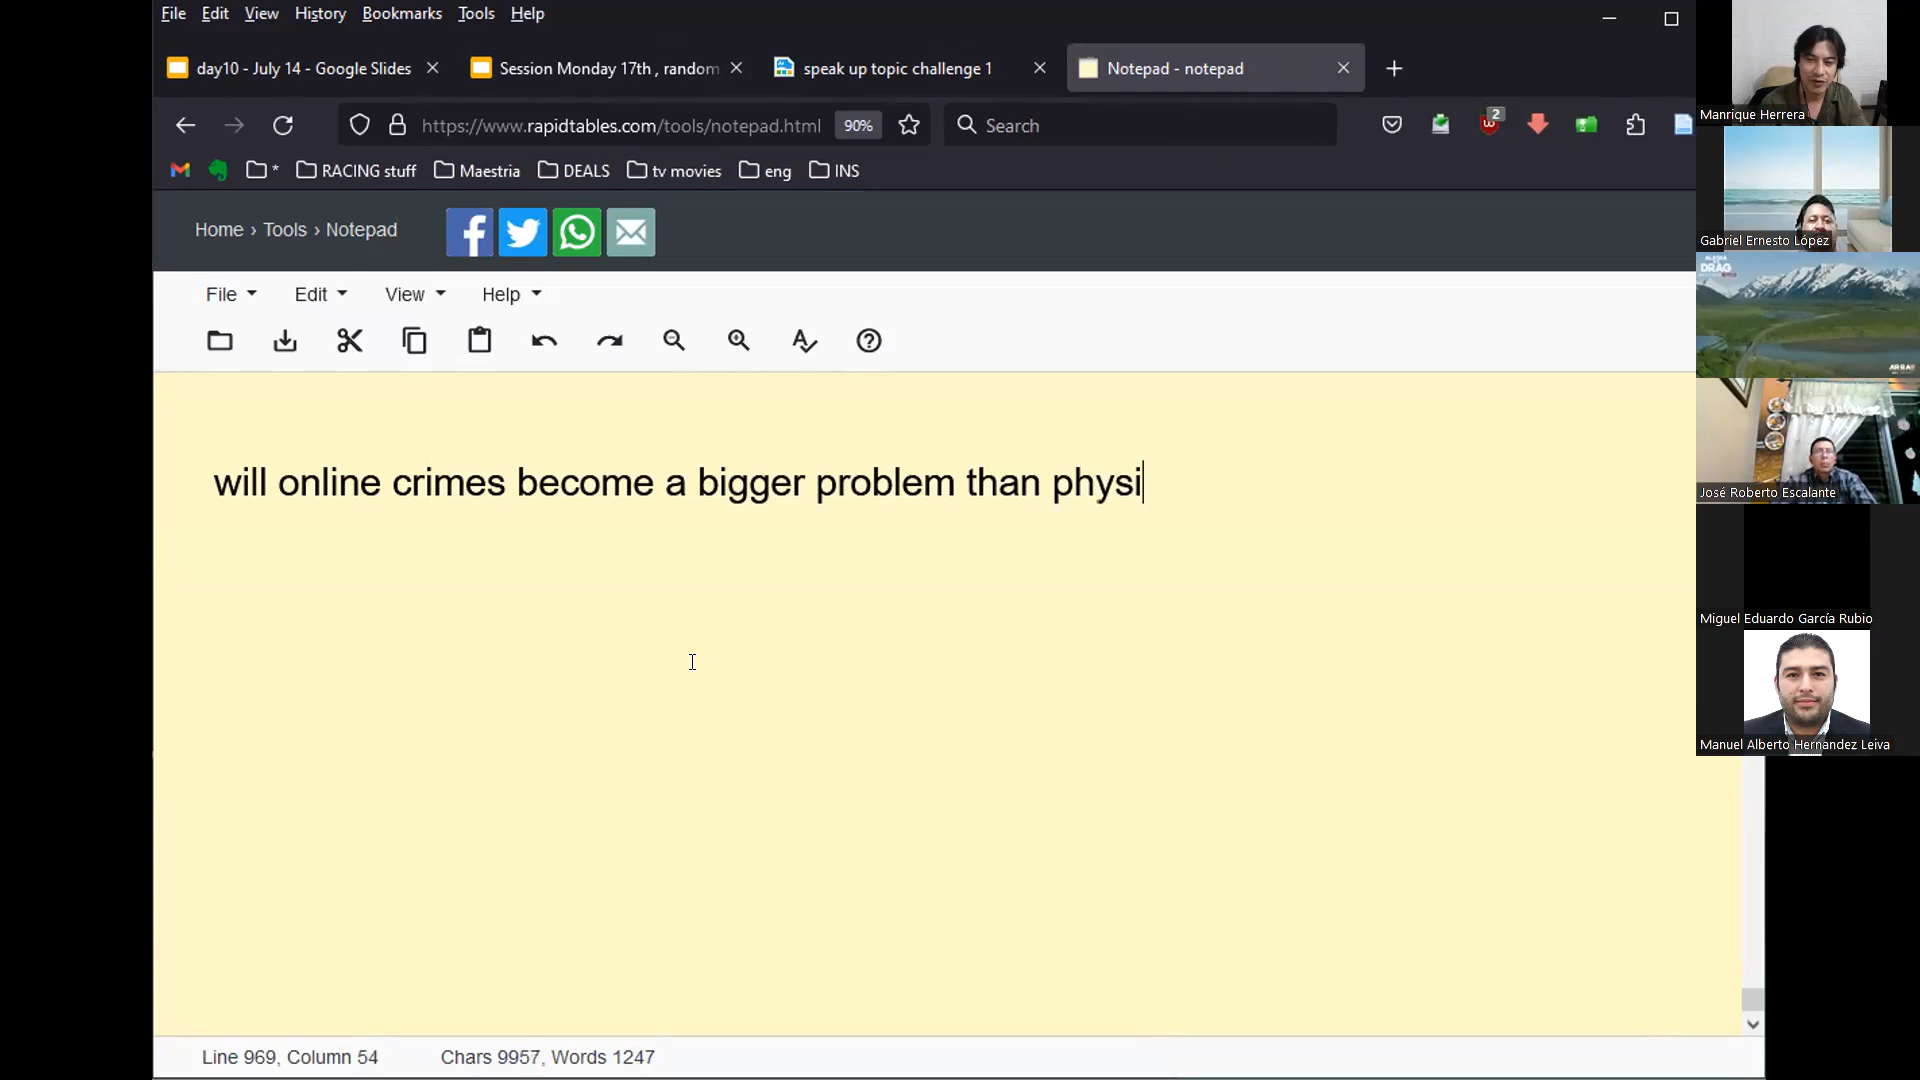 File Edit View History Bookmarks Tools Help
day10 - July 14 - Google Slides
Session Monday 17th , random
speak up topic challenge 1
Notepad - notepad
https://www.rapidtables.com/tools/notepad.html
90%
Search
2
* RACING stuff Maestria DEALS tv movies eng INS
Home › Tools › Notepad
File Edit View Help
will online crimes become a bigger problem than physi
Line 969, Column 54 Chars 9957, Words 1247
Manrique Herrera
Gabriel Ernesto López
DRAG
José Roberto Escalante
Miguel Eduardo García Rubio
Manuel Alberto Hernandez Leiva